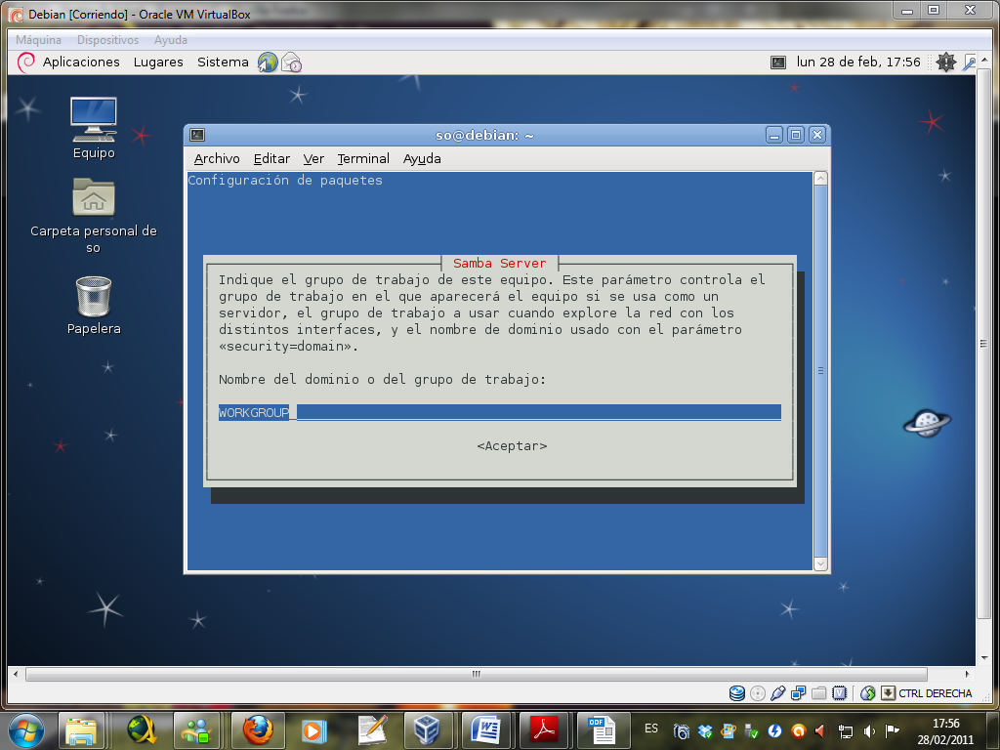 Debian [Corriendo] - Oracle VM VirtualBox
Máquina Dispositivos Ayuda
Aplicaciones Lugares Sistema lun 28 de feb, 17:56
Equipo
Carpeta personal de
so
Papelera
so@debian: ~
Archivo Editar Ver Terminal Ayuda
Configuración de paquetes
Samba Server
Indique el grupo de trabajo de este equipo. Este parámetro controla el
grupo de trabajo en el que aparecerá el equipo si se usa como un
servidor, el grupo de trabajo a usar cuando explore la red con los
distintos interfaces, y el nombre de dominio usado con el parámetro
«security=domain».
Nombre del dominio o del grupo de trabajo:
WORKGROUP
<Aceptar>
CTRL DERECHA
ODF
ES
17:56
28/02/2011